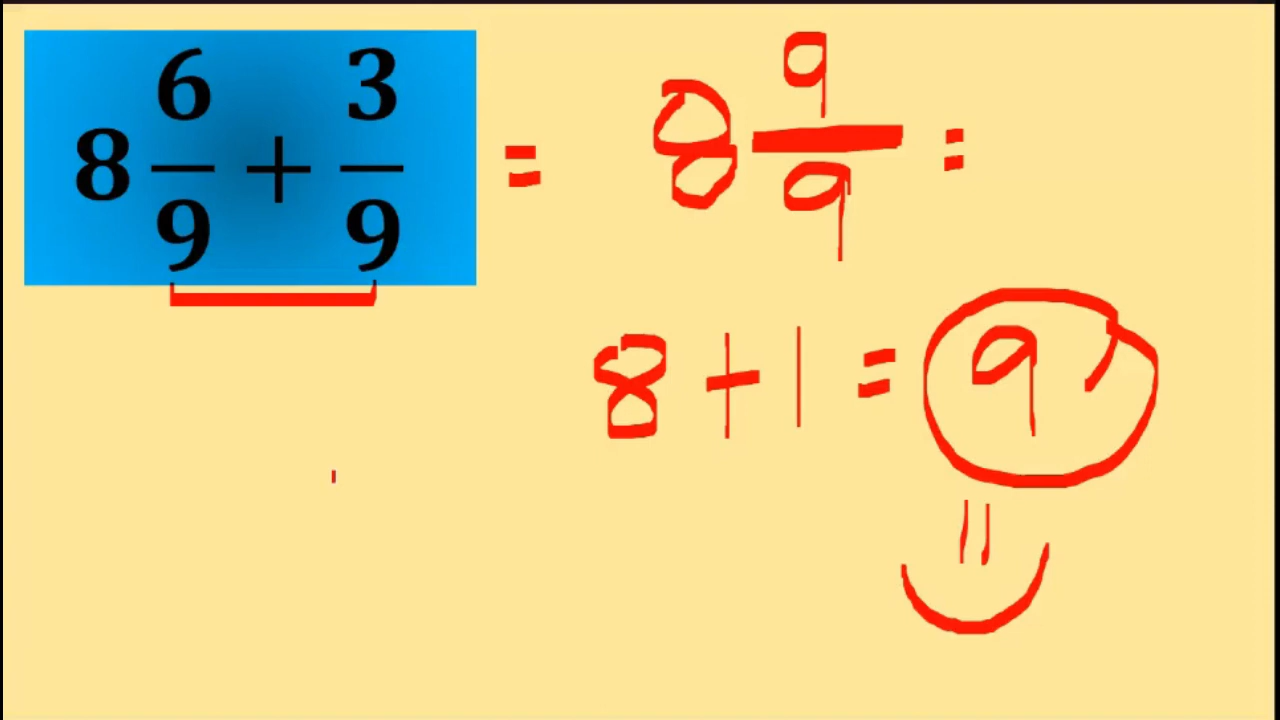 8 6/9 + 3/9 = 8 9/9 =
8 + 1 = 9